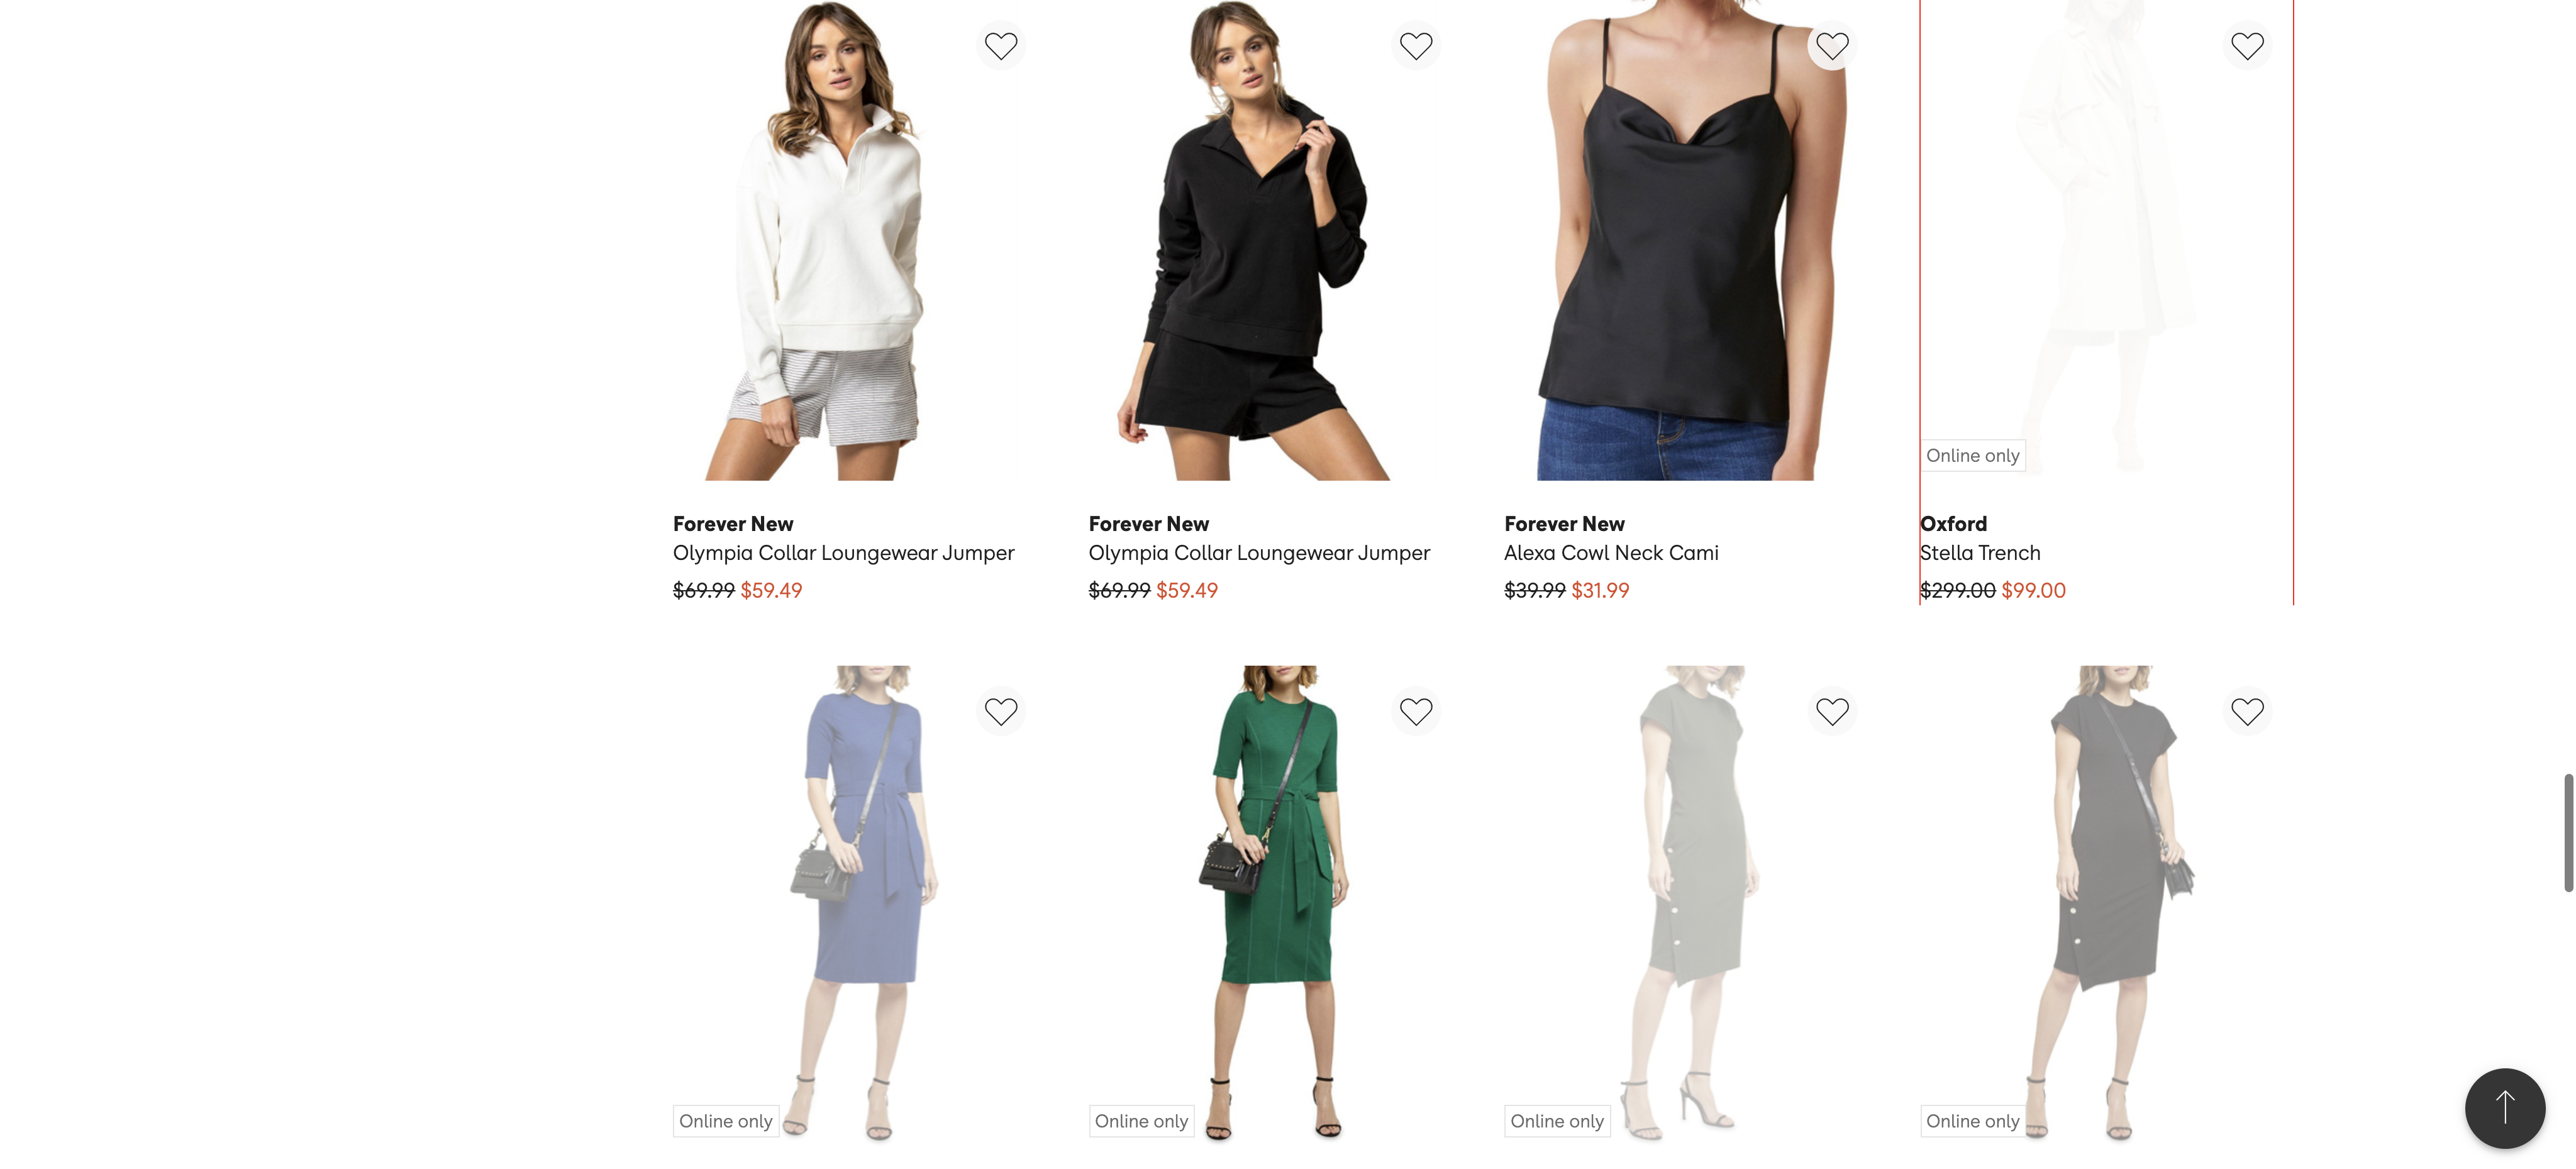 Online only
Forever New
Olympia Collar Loungewear Jumper
$69.99 $59.49
Forever New
Olympia Collar Loungewear Jumper
$69.99 $59.49
Forever New
Alexa Cowl Neck Cami
$39.99 $31.99
Oxford
Stella Trench
$299.00 $99.00
Online only
Online only
Online only
Online only